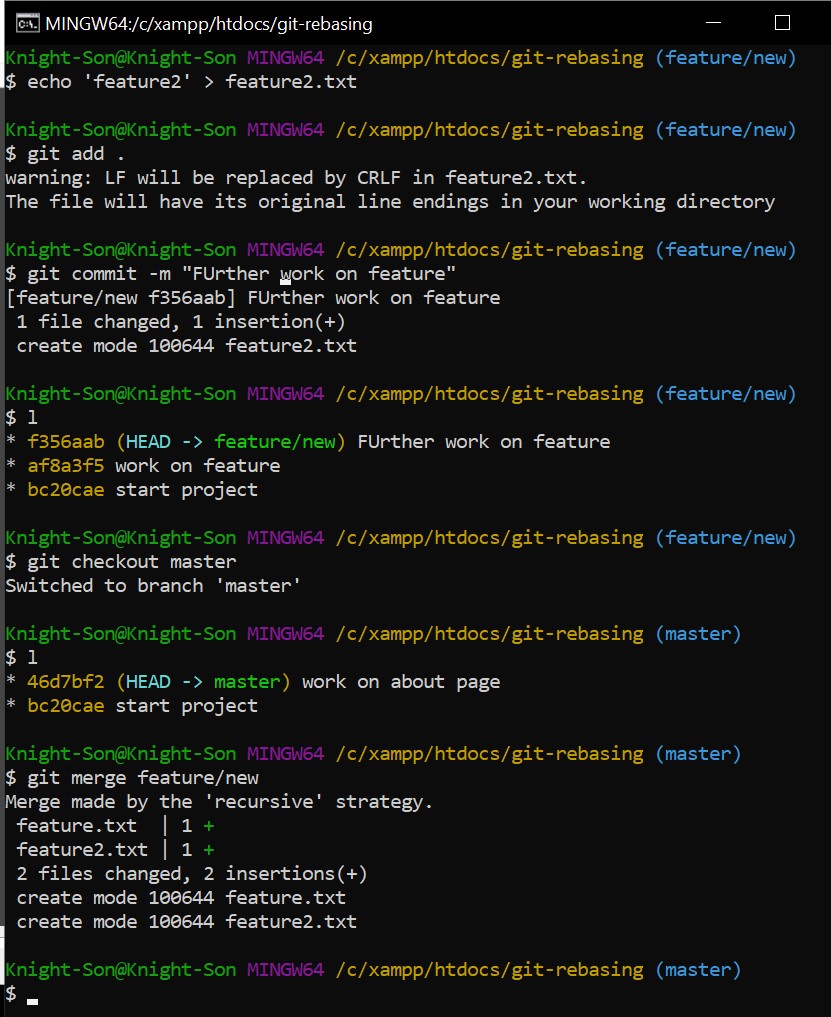 MINGW64:/c/xampp/htdocs/git-rebasing
Knight-Son@Knight-Son MINGW64 /c/xampp/htdocs/git-rebasing (feature/new)
$ echo 'feature2' > feature2.txt
Knight-Son@Knight-Son MINGW64 /c/xampp/htdocs/git-rebasing (feature/new)
$ git add .
warning: LF will be replaced by CRLF in feature2.txt.
The file will have its original line endings in your working directory
Knight-Son@Knight-Son MINGW64 /c/xampp/htdocs/git-rebasing (feature/new)
$ git commit -m "FUrther work on feature"
[feature/new f356aab] FUrther work on feature
 1 file changed, 1 insertion(+)
 create mode 100644 feature2.txt
Knight-Son@Knight-Son MINGW64 /c/xampp/htdocs/git-rebasing (feature/new)
$ l
* f356aab (HEAD -> feature/new) FUrther work on feature
* af8a3f5 work on feature
* bc20cae start project
Knight-Son@Knight-Son MINGW64 /c/xampp/htdocs/git-rebasing (feature/new)
$ git checkout master
Switched to branch 'master'
Knight-Son@Knight-Son MINGW64 /c/xampp/htdocs/git-rebasing (master)
$ l
* 46d7bf2 (HEAD -> master) work on about page
* bc20cae start project
Knight-Son@Knight-Son MINGW64 /c/xampp/htdocs/git-rebasing (master)
$ git merge feature/new
Merge made by the 'recursive' strategy.
 feature.txt  | 1 +
 feature2.txt | 1 +
 2 files changed, 2 insertions(+)
 create mode 100644 feature.txt
 create mode 100644 feature2.txt
Knight-Son@Knight-Son MINGW64 /c/xampp/htdocs/git-rebasing (master)
$